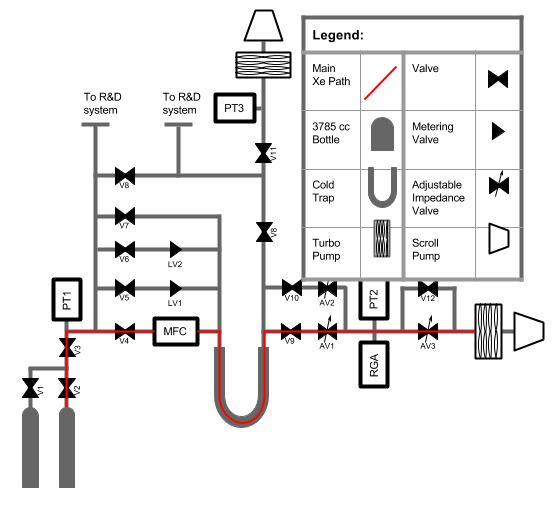 Legend:
Main
Xe Path
Valve
3785 cc
Bottle
Metering
Valve
Cold
Trap
Adjustable
Impedance
Valve
Turbo
Pump
Scroll
Pump
To R&D
system
To R&D
system
PT3
V11
V8
V8
V7
V6
LV2
V5
LV1
V10
AV2
PT2
V12
PT1
V4
MFC
V9
AV1
AV3
V3
RGA
V1
V2